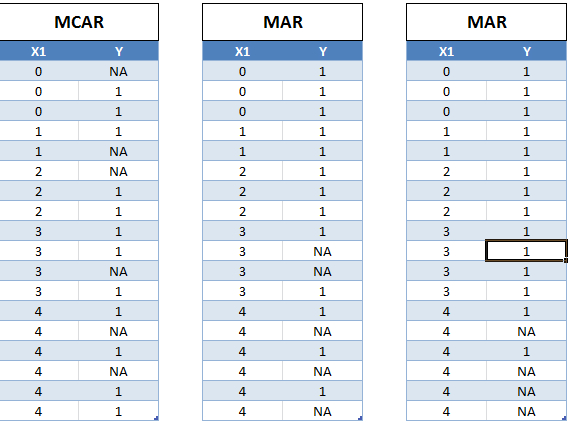 MCAR MAR MAR
X1 Y X1 Y X1 Y
0 NA 0 1 0 1
0 1 0 1 0 1
0 1 0 1 0 1
1 1 1 1 1 1
1 NA 1 1 1 1
2 NA 2 1 2 1
2 1 2 1 2 1
2 1 2 1 2 1
3 1 3 1 3 1
3 1 3 NA 3 1
3 NA 3 NA 3 1
3 1 3 1 3 1
4 1 4 1 4 1
4 NA 4 NA 4 NA
4 1 4 1 4 1
4 NA 4 NA 4 NA
4 1 4 1 4 NA
4 1 4 NA 4 NA